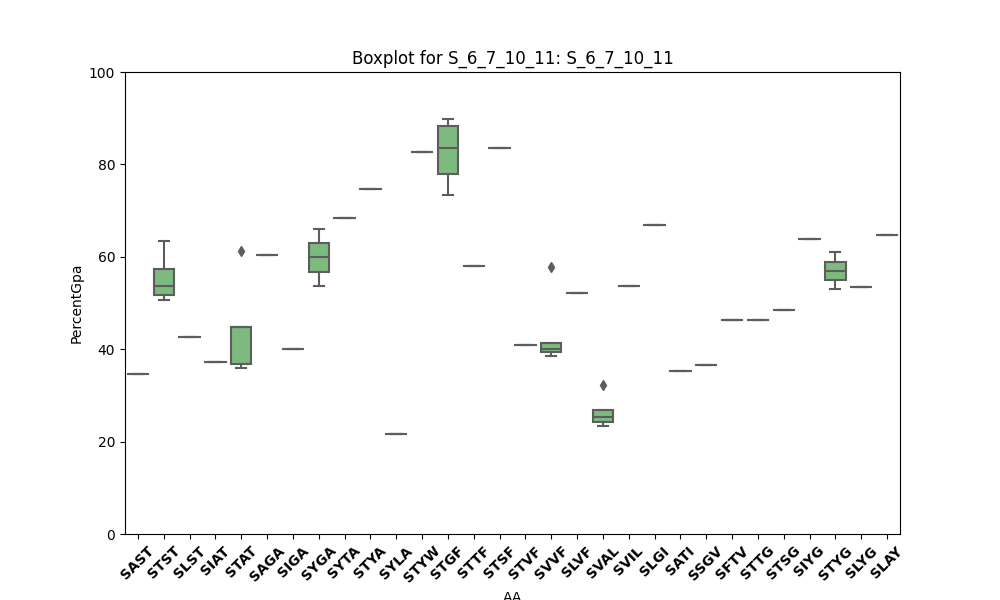 Boxplot for S_6_7_10_11: S_6_7_10_11
100
80
60
40
20
0
PercentGpa
SAST STST SLST SIAT STAT SAGA SIGA SYGA SYTA STYA SYLA STYW STGF STTF STSF STVF SVVF SLVF SVAL SVIL SLGI SATI SSGV SFTV STTG STSG SIYG STYG SLYG SLAY
AA